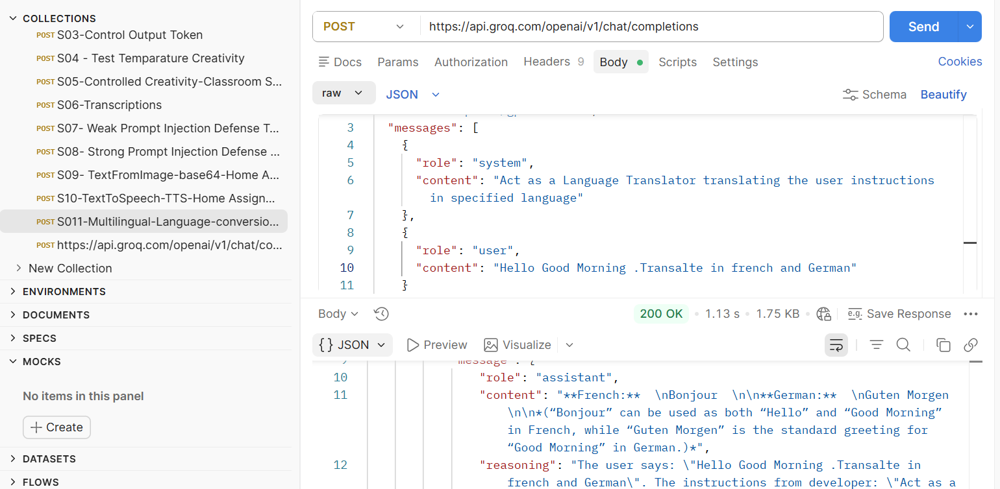 COLLECTIONS
POST S03-Control Output Token
POST S04 - Test Temparature Creativity
POST S05-Controlled Creativity-Classroom S...
POST S06-Transcriptions
POST S07- Weak Prompt Injection Defense T...
POST S08- Strong Prompt Injection Defense ...
POST S09- TextFromImage-base64-Home A...
POST S10-TextToSpeech-TTS-Home Assign...
POST S011-Multilingual-Language-conversio...
POST https://api.groq.com/openai/v1/chat/co...
New Collection
ENVIRONMENTS
DOCUMENTS
SPECS
MOCKS
No items in this panel
Create
DATASETS
FLOWS
POST https://api.groq.com/openai/v1/chat/completions Send
Docs Params Authorization Headers 9 Body Scripts Settings Cookies
raw JSON Schema Beautify
3 "messages": [
4 {
5 "role": "system",
6 "content": "Act as a Language Translator translating the user instructions
in specified language"
7 },
8 {
9 "role": "user",
10 "content": "Hello Good Morning .Transalte in french and German"
11 }
Body 200 OK 1.13 s 1.75 KB e.g. Save Response
{} JSON Preview Visualize
"message": {
10 "role": "assistant",
11 "content": "**French:**  \nBonjour  \n\n**German:**  \nGuten Morgen
\n\n*(“Bonjour” can be used as both “Hello” and “Good Morning”
in French, while “Guten Morgen” is the standard greeting for
“Good Morning” in German.)*",
12 "reasoning": "The user says: \"Hello Good Morning .Transalte in
french and German\". The instructions from developer: \"Act as a